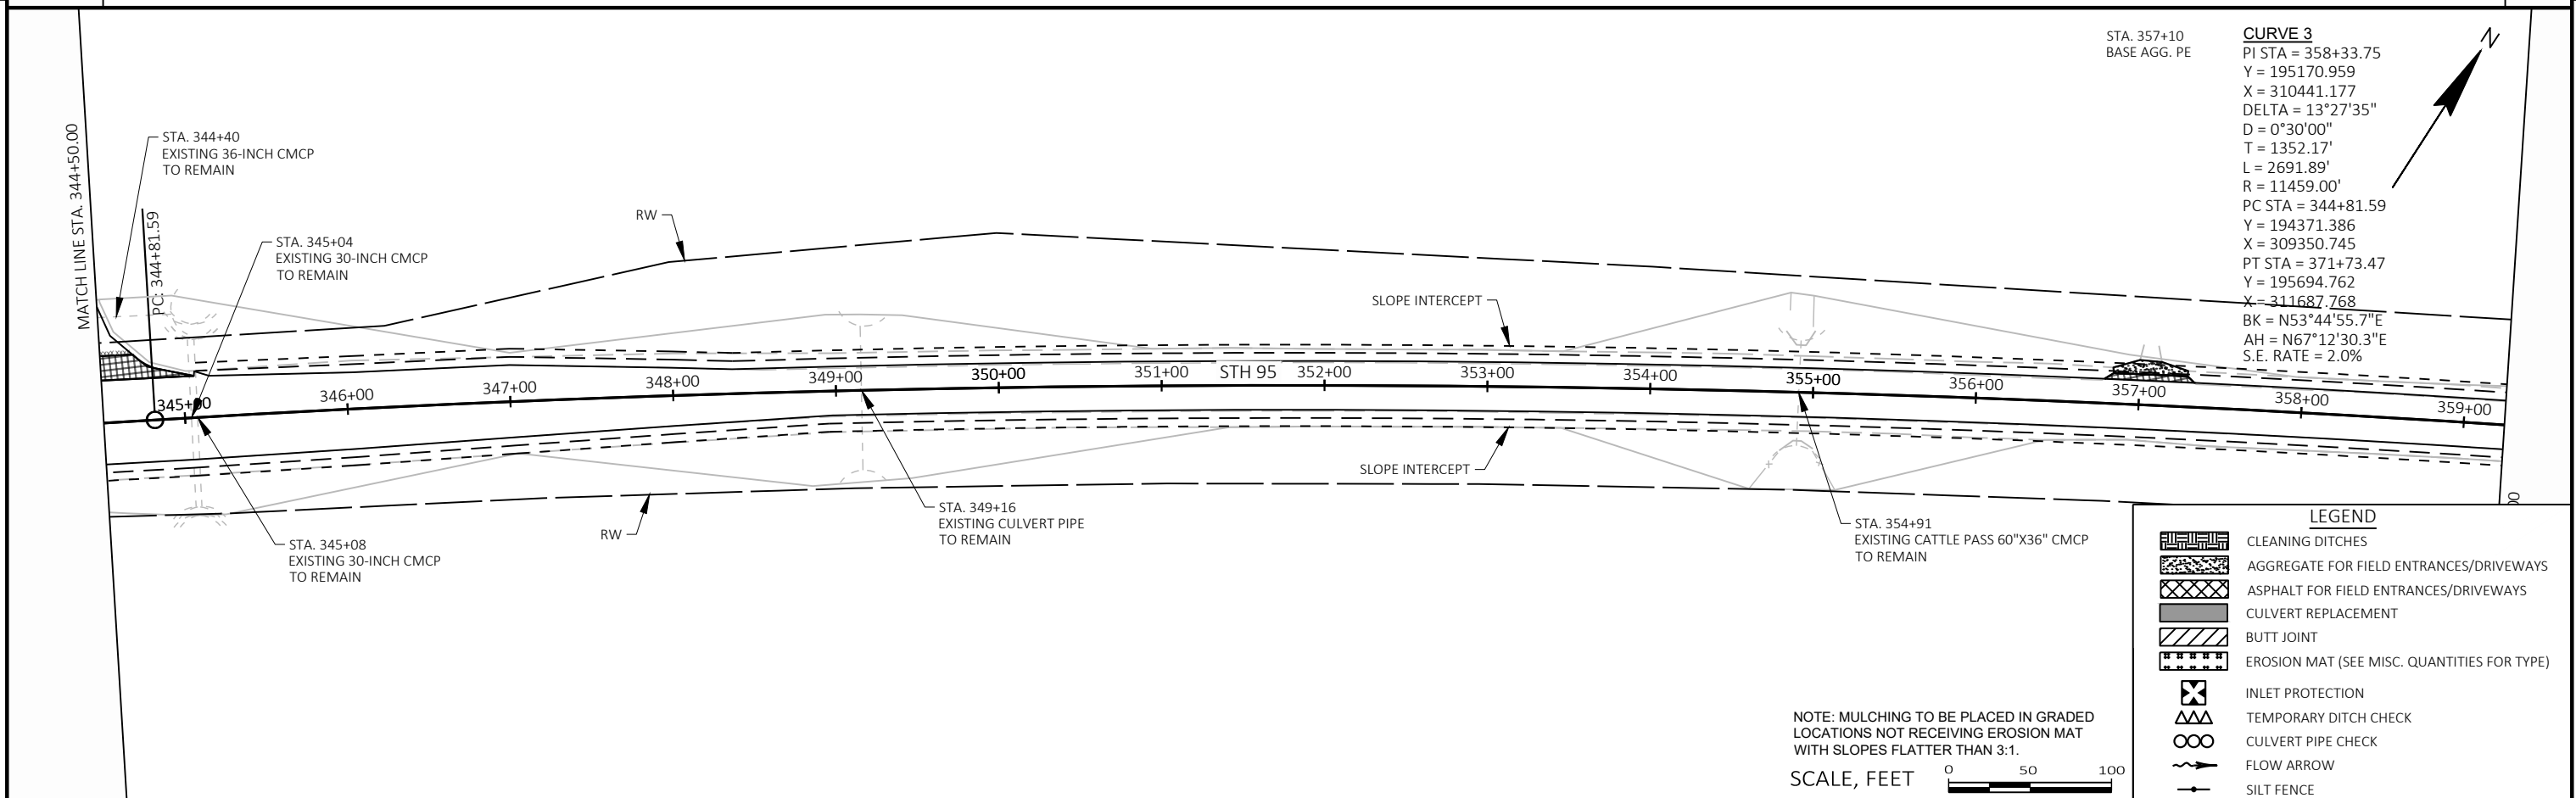 STA. 357+10
BASE AGG. PE
CURVE 3
PI STA = 358+33.75
Y = 195170.959
X = 310441.177
DELTA = 13°27'35"
D = 0°30'00"
T = 1352.17'
L = 2691.89'
R = 11459.00'
PC STA = 344+81.59
Y = 194371.386
X = 309350.745
PT STA = 371+73.47
Y = 195694.762
X = 311687.768
BK = N53°44'55.7"E
AH = N67°12'30.3"E
S.E. RATE = 2.0%
N
MATCH LINE STA. 344+50.00
STA. 344+40
EXISTING 36-INCH CMCP
TO REMAIN
PC: 344+81.59
STA. 345+04
EXISTING 30-INCH CMCP
TO REMAIN
RW
SLOPE INTERCEPT
345+00
346+00
347+00
348+00
349+00
350+00
351+00
STH 95
352+00
353+00
354+00
355+00
356+00
357+00
358+00
359+00
SLOPE INTERCEPT
RW
STA. 345+08
EXISTING 30-INCH CMCP
TO REMAIN
STA. 349+16
EXISTING CULVERT PIPE
TO REMAIN
STA. 354+91
EXISTING CATTLE PASS 60"X36" CMCP
TO REMAIN
NOTE: MULCHING TO BE PLACED IN GRADED
LOCATIONS NOT RECEIVING EROSION MAT
WITH SLOPES FLATTER THAN 3:1.
SCALE, FEET
0 50 100
LEGEND
CLEANING DITCHES
AGGREGATE FOR FIELD ENTRANCES/DRIVEWAYS
ASPHALT FOR FIELD ENTRANCES/DRIVEWAYS
CULVERT REPLACEMENT
BUTT JOINT
EROSION MAT (SEE MISC. QUANTITIES FOR TYPE)
INLET PROTECTION
TEMPORARY DITCH CHECK
CULVERT PIPE CHECK
FLOW ARROW
SILT FENCE